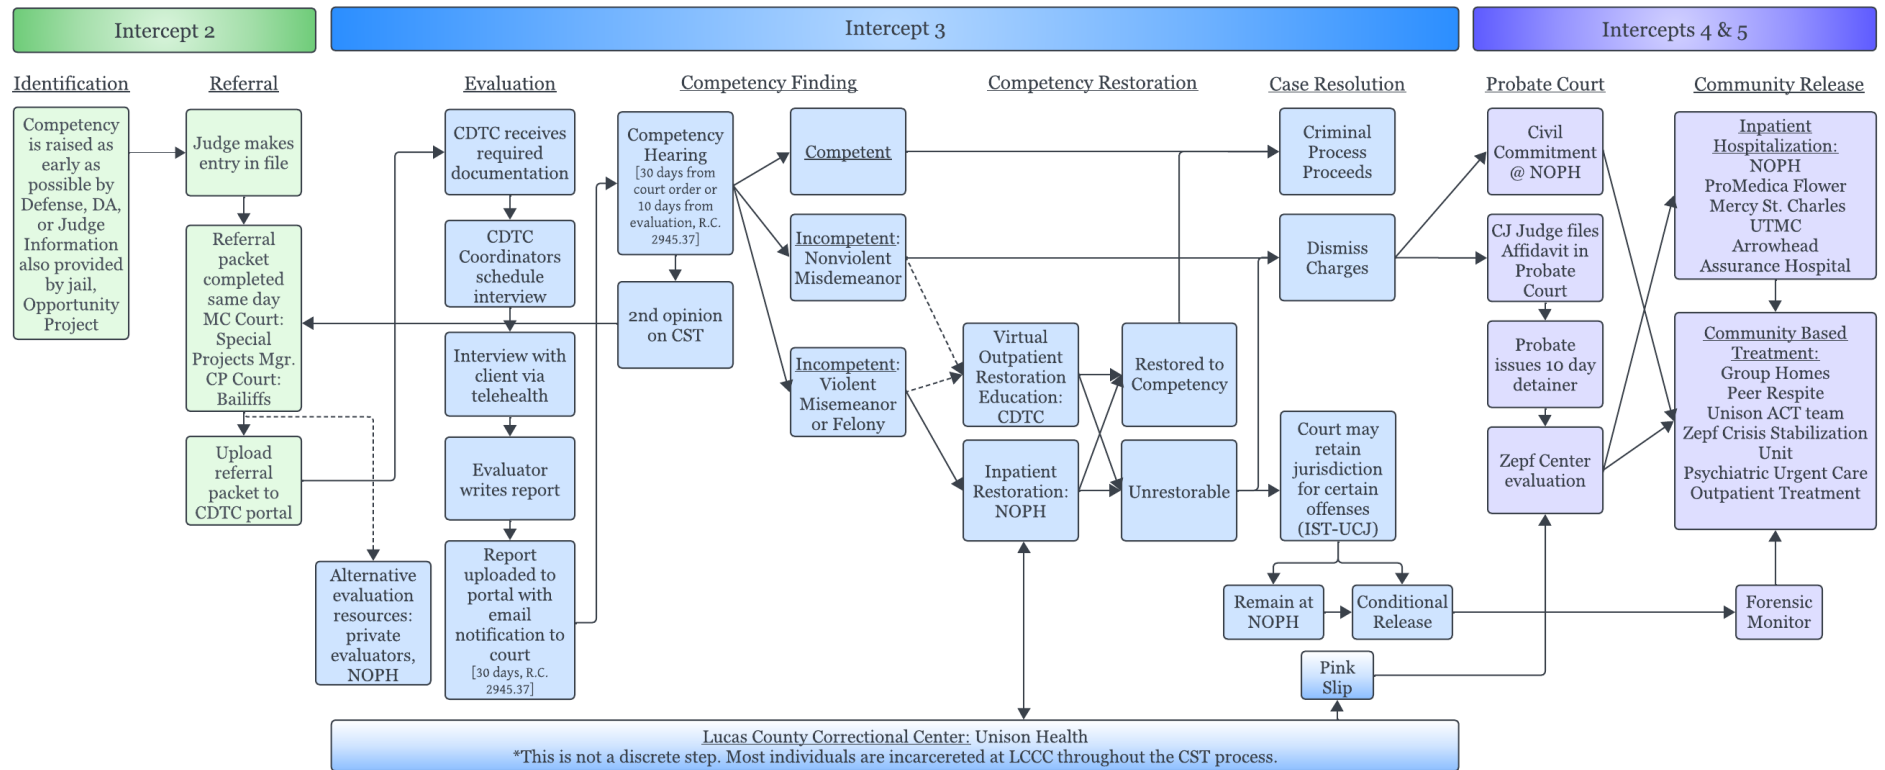 Intercept 2
Intercept 3
Intercepts 4 & 5
Identification
Referral
Evaluation
Competency Finding
Competency Restoration
Case Resolution
Probate Court
Community Release
Competency
is raised as
early as
possible by
Defense, DA,
or Judge
Information
also provided
by jail,
Opportunity
Project
Judge makes
entry in file
Referral
packet
completed
same day
MC Court:
Special
Projects Mgr.
CP Court:
Bailiffs
Upload
referral
packet to
CDTC portal
Alternative
evaluation
resources:
private
evaluators,
NOPH
CDTC receives
required
documentation
CDTC
Coordinators
schedule
interview
Interview with
client via
telehealth
Evaluator
writes report
Report
uploaded to
portal with
email
notification to
court
[30 days, R.C.
2945.37]
Competency
Hearing
[30 days from
court order or
10 days from
evaluation, R.C.
2945.37]
2nd opinion
on CST
Competent
Incompetent:
Nonviolent
Misdemeanor
Incompetent:
Violent
Misemeanor
or Felony
Virtual
Outpatient
Restoration
Education:
CDTC
Inpatient
Restoration:
NOPH
Restored to
Competency
Unrestorable
Criminal
Process
Proceeds
Dismiss
Charges
Court may
retain
jurisdiction
for certain
offenses
(IST-UCJ)
Remain at
NOPH
Conditional
Release
Pink
Slip
Civil
Commitment
@ NOPH
CJ Judge files
Affidavit in
Probate
Court
Probate
issues 10 day
detainer
Zepf Center
evaluation
Forensic
Monitor
Inpatient
Hospitalization:
NOPH
ProMedica Flower
Mercy St. Charles
UTMC
Arrowhead
Assurance Hospital
Community Based
Treatment:
Group Homes
Peer Respite
Unison ACT team
Zepf Crisis Stabilization
Unit
Psychiatric Urgent Care
Outpatient Treatment
Lucas County Correctional Center: Unison Health
*This is not a discrete step. Most individuals are incarcereted at LCCC throughout the CST process.